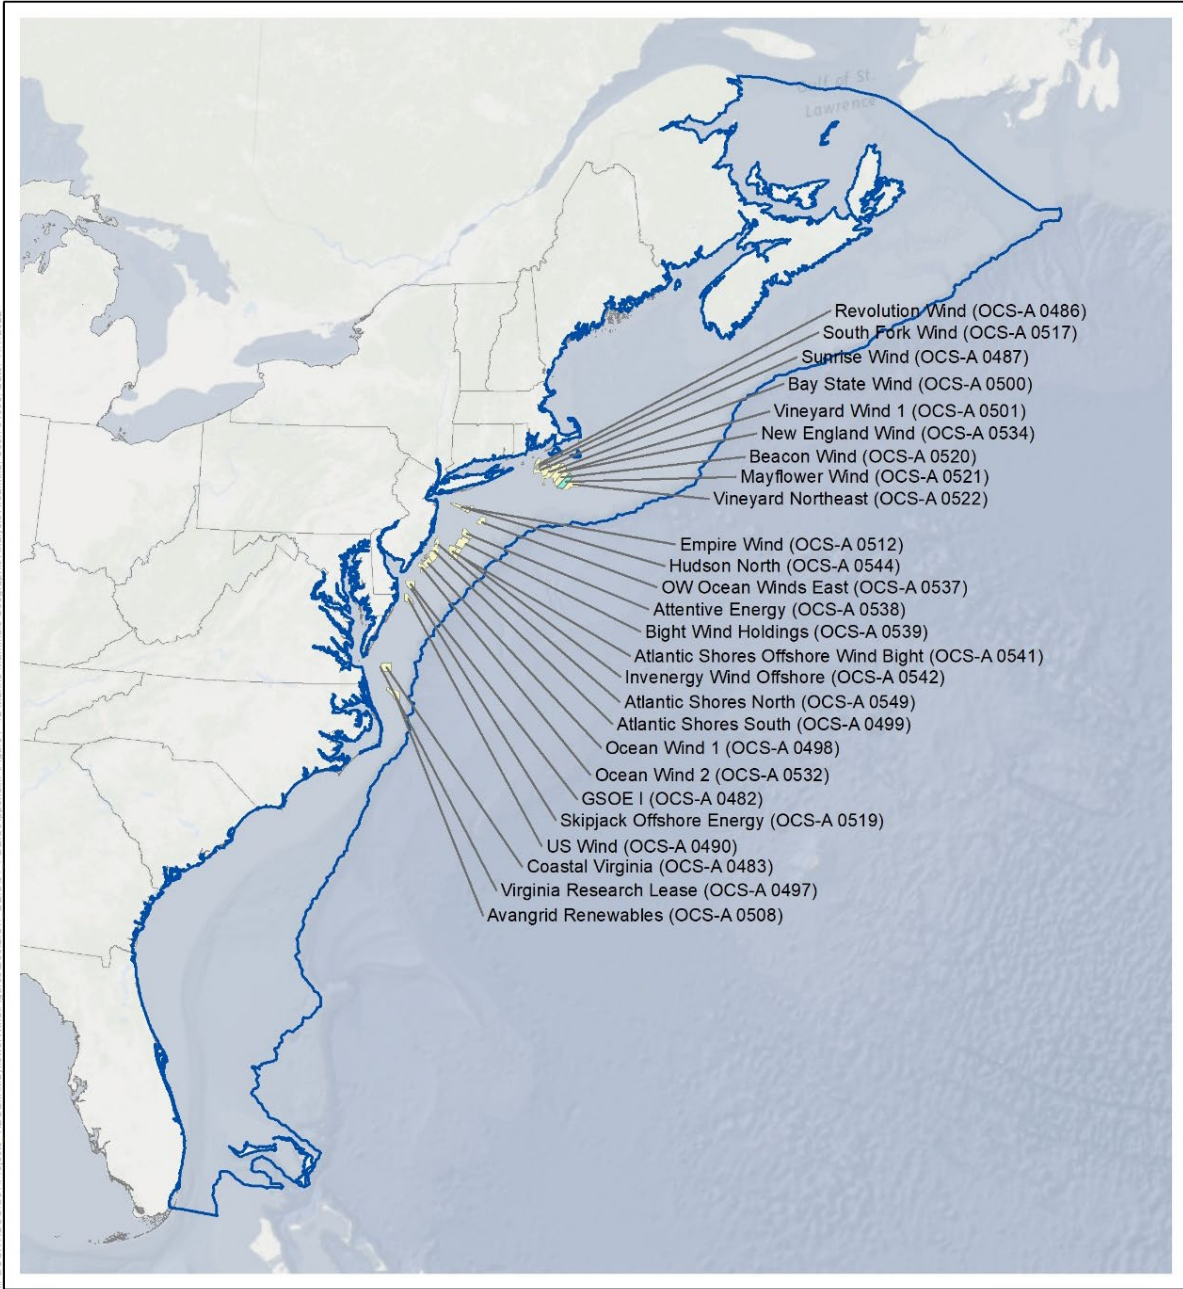 Gulf of St.
Lawrence
Revolution Wind (OCS-A 0486)
South Fork Wind (OCS-A 0517)
Sunrise Wind (OCS-A 0487)
Bay State Wind (OCS-A 0500)
Vineyard Wind 1 (OCS-A 0501)
New England Wind (OCS-A 0534)
Beacon Wind (OCS-A 0520)
Mayflower Wind (OCS-A 0521)
Vineyard Northeast (OCS-A 0522)
Empire Wind (OCS-A 0512)
Hudson North (OCS-A 0544)
OW Ocean Winds East (OCS-A 0537)
Attentive Energy (OCS-A 0538)
Bight Wind Holdings (OCS-A 0539)
Atlantic Shores Offshore Wind Bight (OCS-A 0541)
Invenergy Wind Offshore (OCS-A 0542)
Atlantic Shores North (OCS-A 0549)
Atlantic Shores South (OCS-A 0499)
Ocean Wind 1 (OCS-A 0498)
Ocean Wind 2 (OCS-A 0532)
GSOE I (OCS-A 0482)
Skipjack Offshore Energy (OCS-A 0519)
US Wind (OCS-A 0490)
Coastal Virginia (OCS-A 0483)
Virginia Research Lease (OCS-A 0497)
Avangrid Renewables (OCS-A 0508)